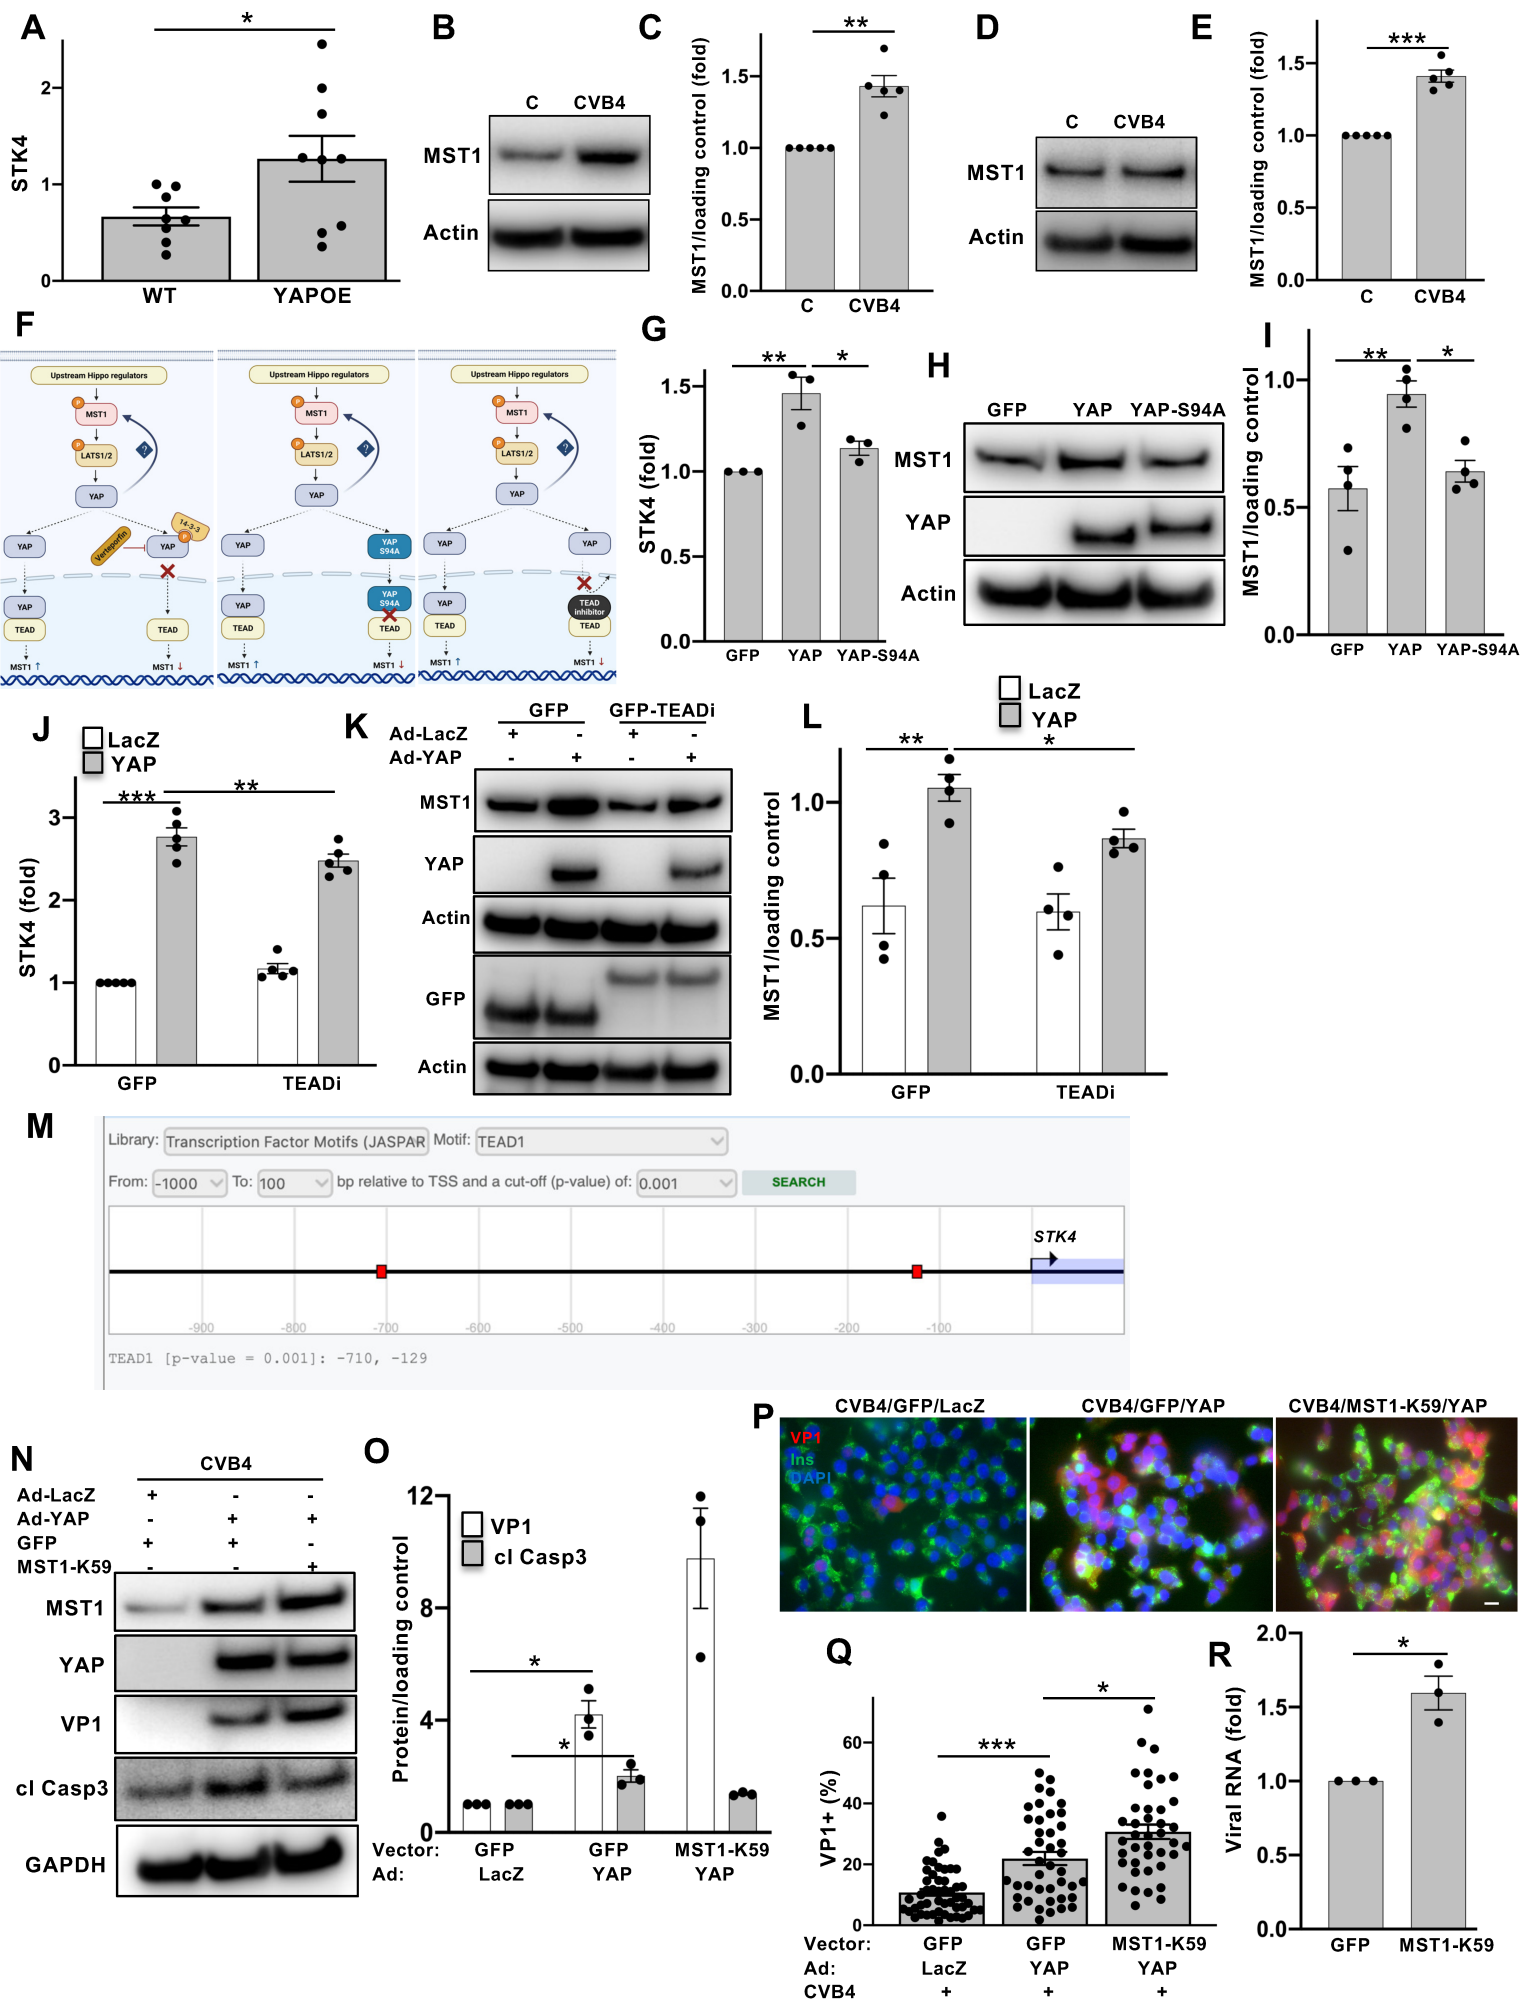 A
*
STK4
2
1
0
WT
YAPOE
B
C CVB4
MST1
Actin
C
**
MST1/loading control (fold)
1.5
1.0
0.5
0.0
C CVB4
D
C CVB4
MST1
Actin
E
***
MST1/loading control (fold)
1.5
1.0
0.5
0.0
C CVB4
F
Upstream Hippo regulators
P
MST1
P
LATS1/2
?
YAP
YAP
Verteporfin
YAP
14-3-3
P
YAP
TEAD
TEAD
MST1 ↑
MST1 ↓
Upstream Hippo regulators
P
MST1
P
LATS1/2
?
YAP
YAP
YAP S94A
YAP
YAP S94A
TEAD
TEAD
MST1 ↑
MST1 ↓
Upstream Hippo regulators
P
MST1
P
LATS1/2
?
YAP
YAP
YAP
YAP
TEAD inhibitor
TEAD
TEAD
MST1 ↑
MST1 ↓
G
** *
STK4 (fold)
1.5
1.0
0.5
0.0
GFP YAP YAP-S94A
H
GFP YAP YAP-S94A
MST1
YAP
Actin
I
** *
MST1/loading control
1.0
0.5
0.0
GFP YAP YAP-S94A
J
LacZ
YAP
*** **
STK4 (fold)
3
2
1
0
GFP TEADi
K
GFP GFP-TEADi
Ad-LacZ + - + -
Ad-YAP - + - +
MST1
YAP
Actin
GFP
Actin
L
LacZ
YAP
** *
MST1/loading control
1.0
0.5
0.0
GFP TEADi
M
Library: Transcription Factor Motifs (JASPAR Motif: TEAD1
From: -1000 To: 100 bp relative to TSS and a cut-off (p-value) of: 0.001 SEARCH
STK4
-900 -800 -700 -600 -500 -400 -300 -200 -100
TEAD1 [p-value = 0.001]: -710, -129
N
CVB4
Ad-LacZ + - -
Ad-YAP - + +
GFP + + -
MST1-K59 - - +
MST1
YAP
VP1
cl Casp3
GAPDH
O
VP1
cl Casp3
*
*
Protein/loading control
12
8
4
0
Vector: GFP GFP MST1-K59
Ad: LacZ YAP YAP
P
CVB4/GFP/LacZ CVB4/GFP/YAP CVB4/MST1-K59/YAP
VP1
Ins
DAPI
Q
*
***
VP1+ (%)
60
40
20
0
Vector: GFP GFP MST1-K59
Ad: LacZ YAP YAP
CVB4 + + +
R
*
Viral RNA (fold)
2.0
1.5
1.0
0.5
0.0
GFP MST1-K59